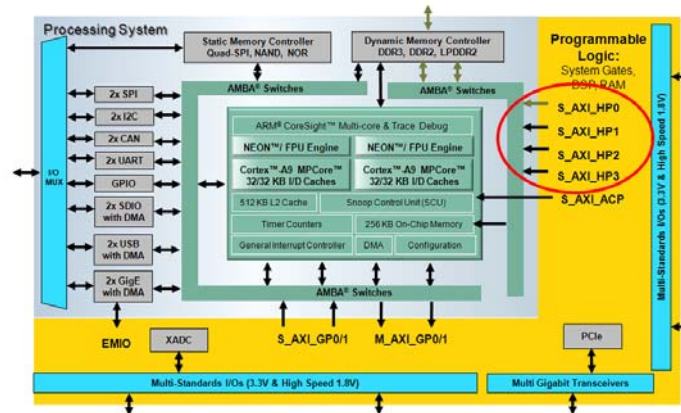 Processing System
Static Memory Controller
Quad-SPI, NAND, NOR
Dynamic Memory Controller
DDR3, DDR2, LPDDR2
Programmable
Logic:
System Gates,
DSP, RAM
AMBA® Switches
AMBA® Switches
I/O
MUX
2x SPI
2x I2C
2x CAN
2x UART
GPIO
2x SDIO
with DMA
2x USB
with DMA
2x GigE
with DMA
ARM® CoreSight™ Multi-core & Trace Debug
NEON™/ FPU Engine
NEON™/ FPU Engine
Cortex™-A9 MPCore™
32/32 KB I/D Caches
Cortex™-A9 MPCore™
32/32 KB I/D Caches
512 KB L2 Cache
Snoop Control Unit (SCU)
Timer Counters
256 KB On-Chip Memory
General Interrupt Controller
DMA
Configuration
AMBA® Switches
S_AXI_HP0
S_AXI_HP1
S_AXI_HP2
S_AXI_HP3
S_AXI_ACP
Multi-Standards I/Os (3.3V & High Speed 1.8V)
EMIO
XADC
S_AXI_GP0/1
M_AXI_GP0/1
PCIe
Multi-Standards I/Os (3.3V & High Speed 1.8V)
Multi Gigabit Transceivers